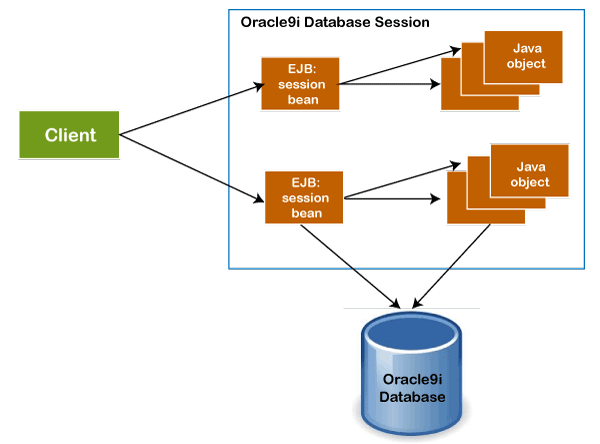 Oracle9i Database Session
EJB:
session
bean
Java
object
Client
EJB:
session
bean
Java
object
Oracle9i
Database